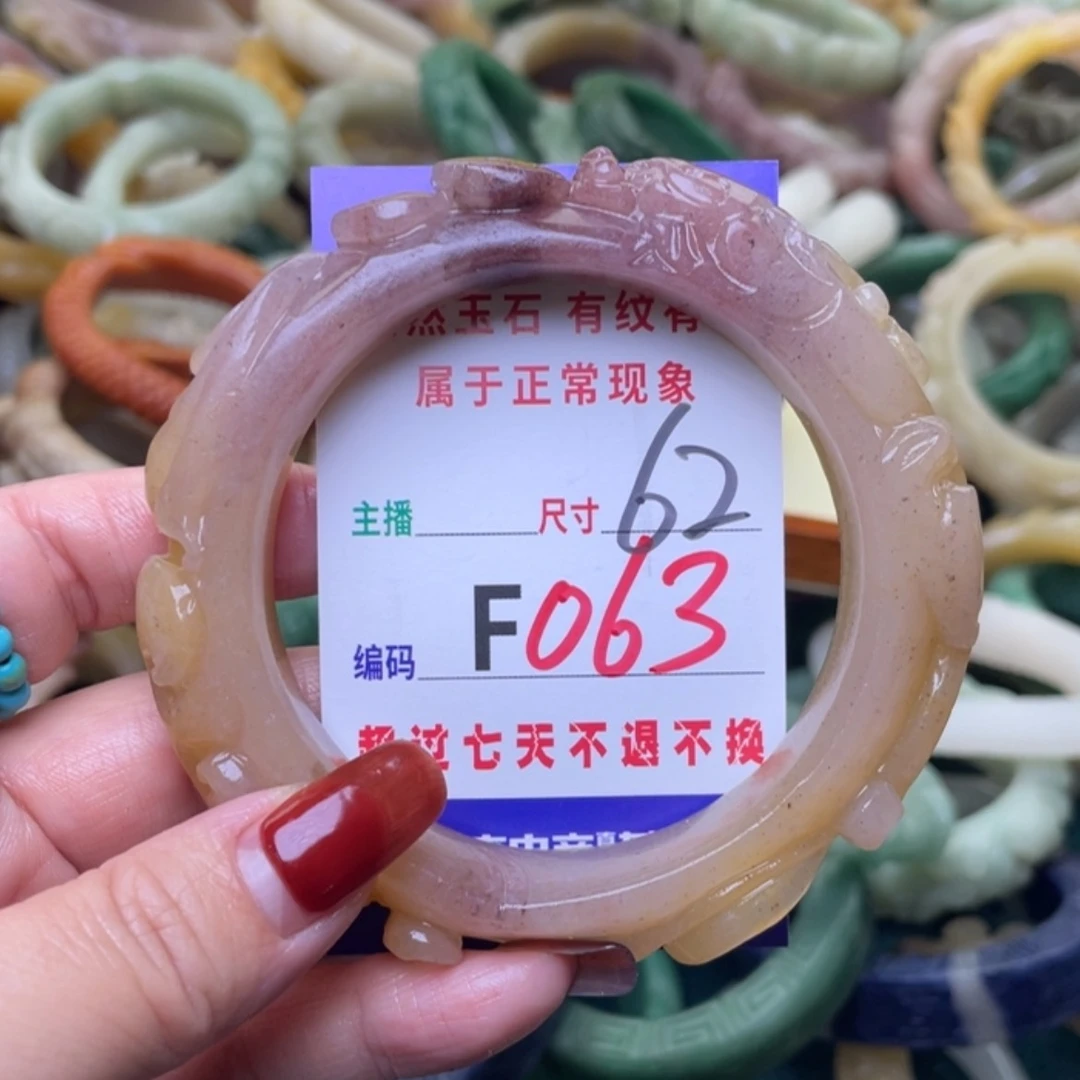 然玉石 有纹有
属于正常现象
主播 尺寸 62
编码 F063
超过七天不退不换